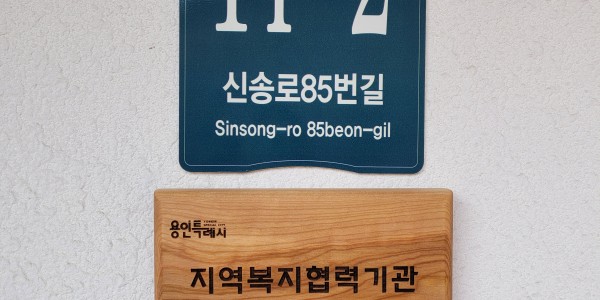 신송로85번길
Sinsong-ro 85beon-gil
용인특례시
지역복지협력기관